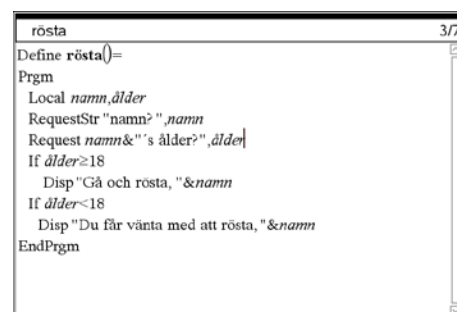 rösta 3/7
Define rösta()=
Prgm
Local namn,ålder
RequestStr "namn? ",namn
Request namn&"´s ålder?",ålder
If ålder≥18
Disp "Gå och rösta, "&namn
If ålder<18
Disp "Du får vänta med att rösta, "&namn
EndPrgm